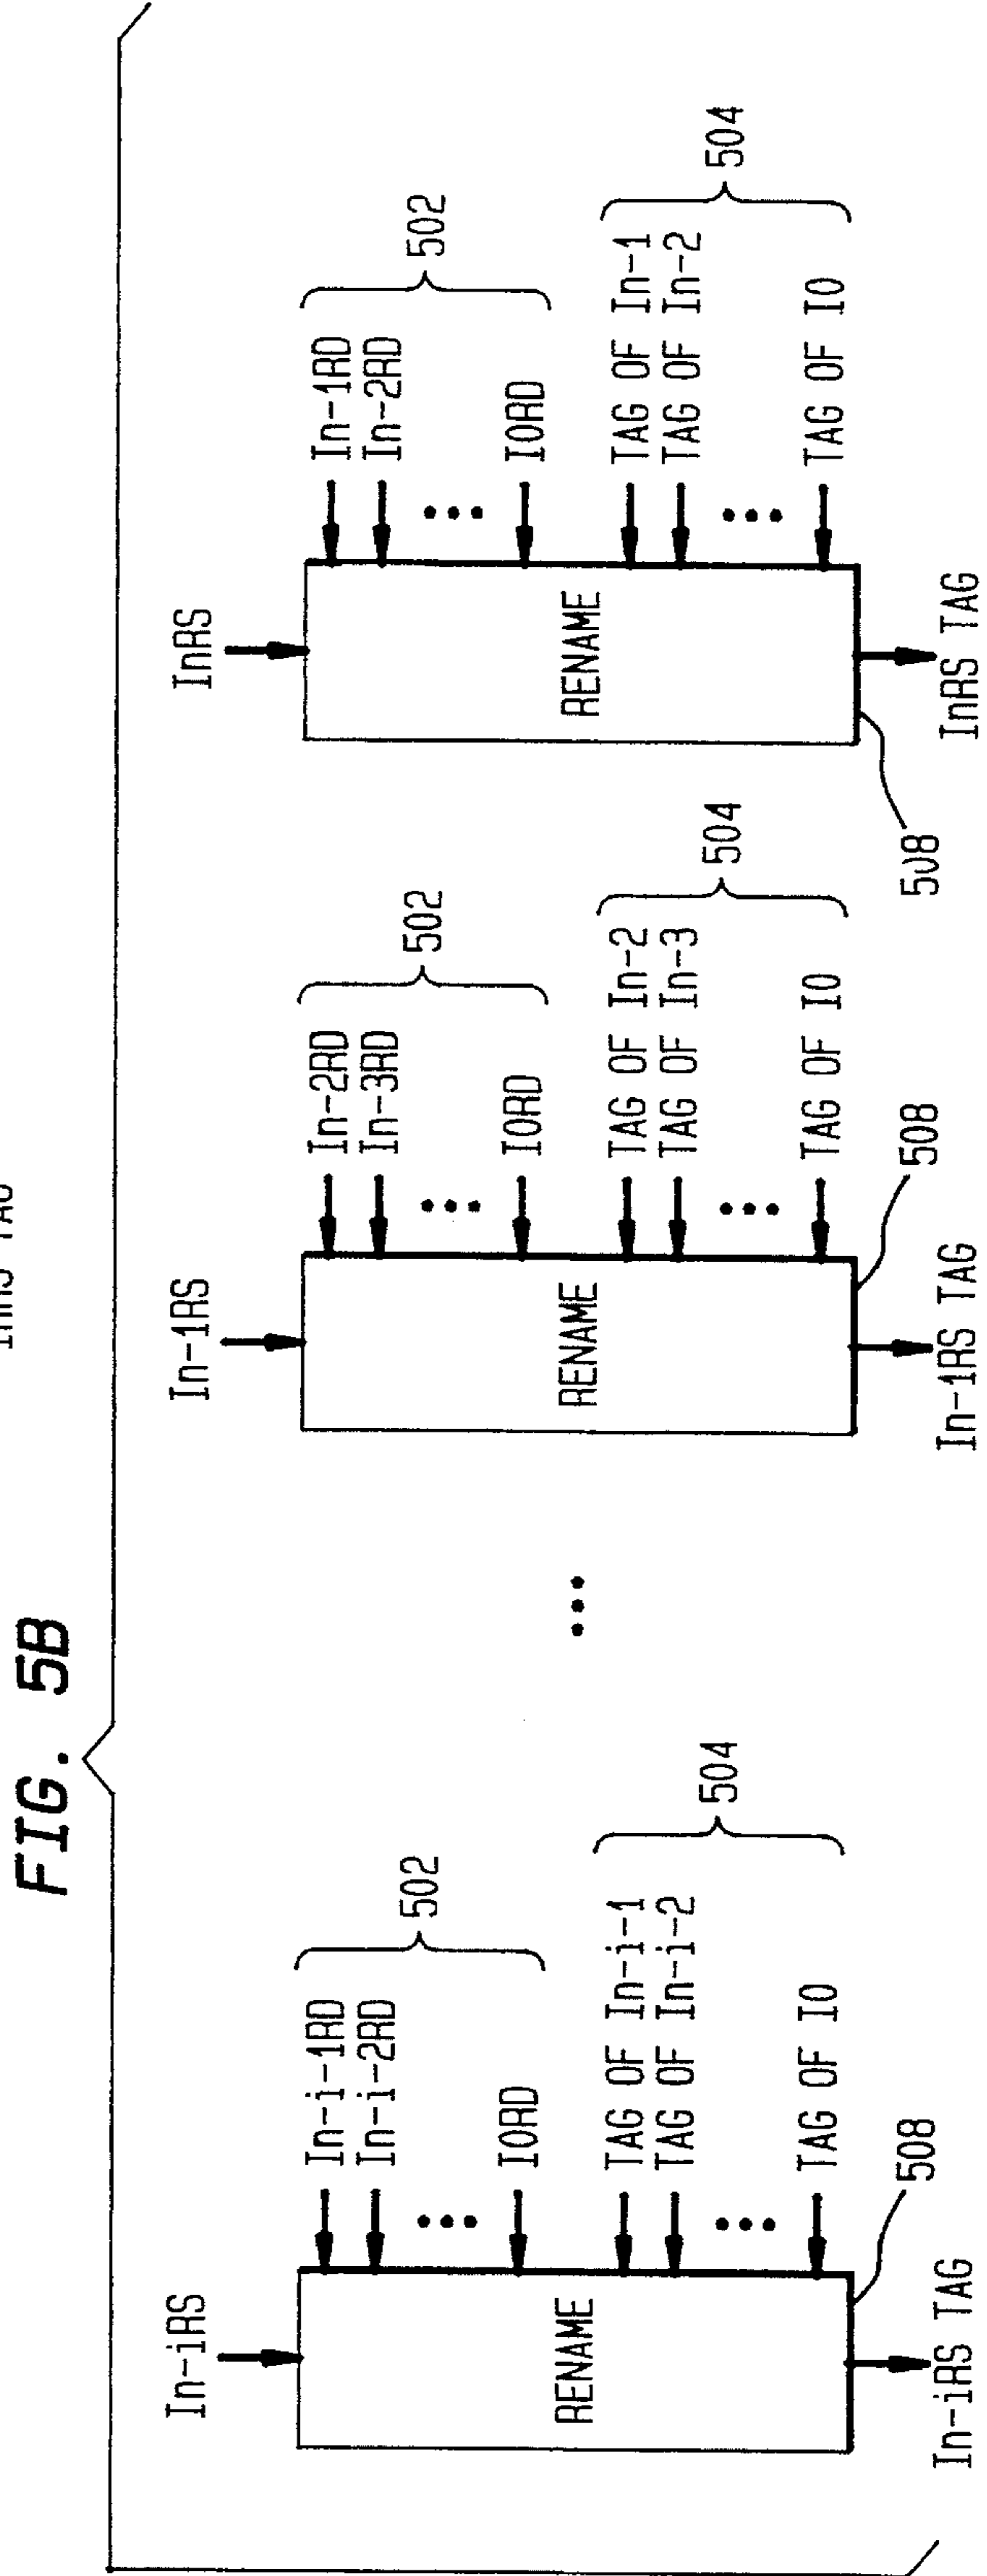 FIG. 5B
In-iRS
In-i-1RD
In-i-2RD
IORD
502
TAG OF In-i-1
TAG OF In-i-2
TAG OF IO
504
RENAME
508
In-iRS TAG
In-1RS
In-2RD
In-3RD
IORD
502
TAG OF In-2
TAG OF In-3
TAG OF IO
504
RENAME
508
In-1RS TAG
InRS
In-1RD
In-2RD
IORD
502
TAG OF In-1
TAG OF In-2
TAG OF IO
504
RENAME
508
InRS TAG